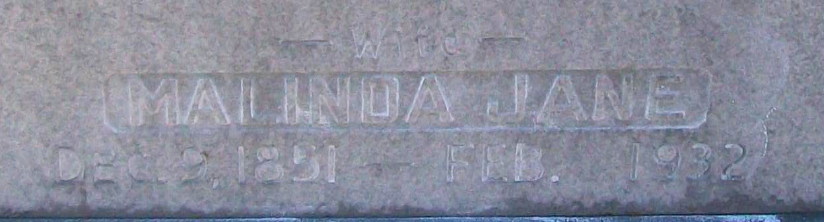 — Wife —
MALINDA JANE
DEC. 9, 1851 — FEB. 1932